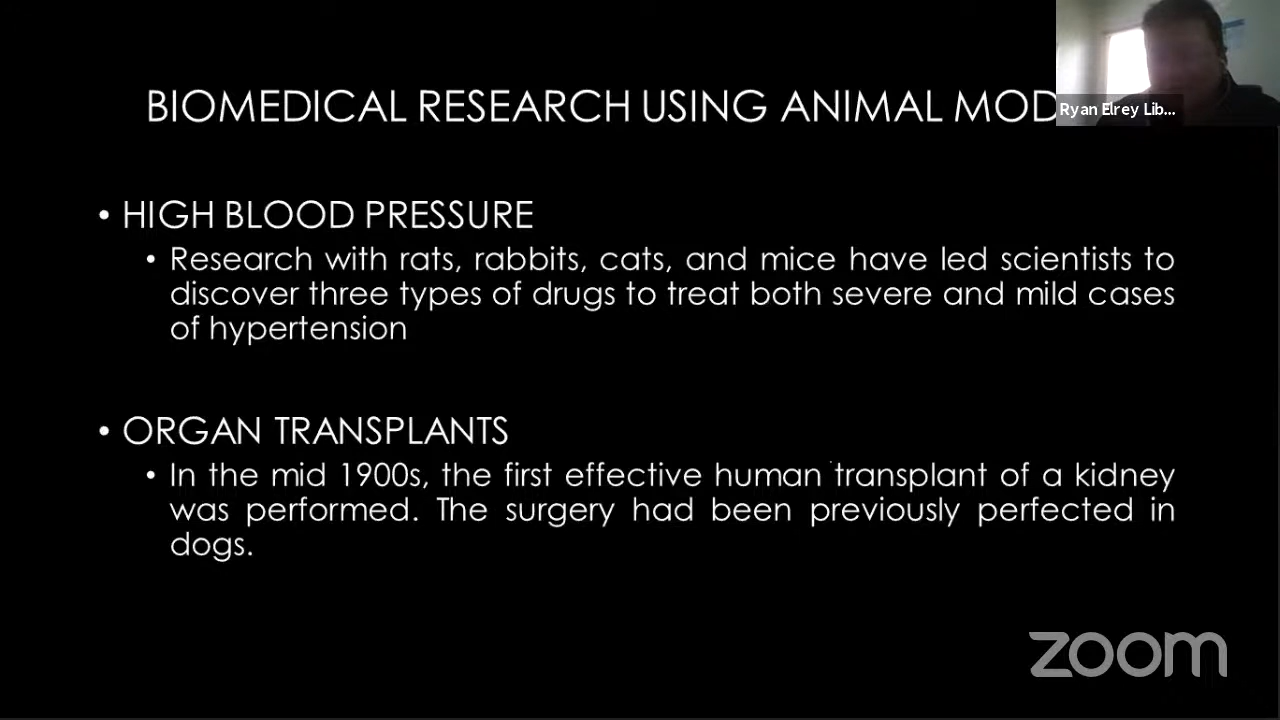 BIOMEDICAL RESEARCH USING ANIMAL MOD
Ryan Elrey Lib...
• HIGH BLOOD PRESSURE
• Research with rats, rabbits, cats, and mice have led scientists to
discover three types of drugs to treat both severe and mild cases
of hypertension
• ORGAN TRANSPLANTS
• In the mid 1900s, the first effective human transplant of a kidney
was performed. The surgery had been previously perfected in
dogs.
zoom